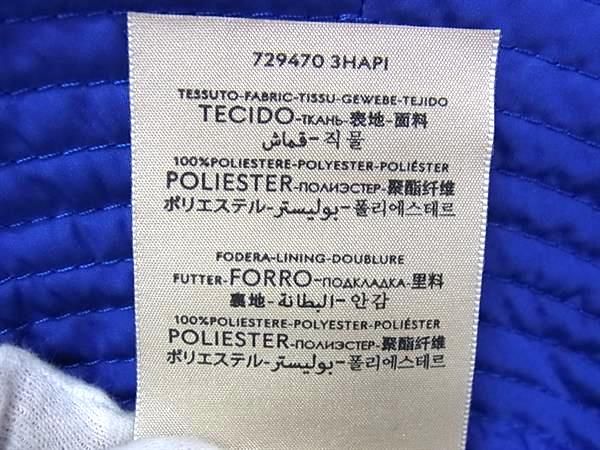 729470 3HAPI
TESSUTO-FABRIC-TISSU-GEWEBE-TEJIDO
TECIDO-ТКАНЬ-表地-面料
قماش-직물
100%POLIESTERE-POLYESTER-POLIÉSTER
POLIESTER-ПОЛИЭСТЕР-聚酯纤维
ポリエステル-بوليستر-폴리에스테르
FODERA-LINING-DOUBLURE
FUTTER-FORRO-ПОДКЛАДКА-里料
裏地-البطانة-안감
100%POLIESTERE-POLYESTER-POLIÉSTER
POLIESTER-ПОЛИЭСТЕР-聚酯纤维
ポリエステル-بوليستر-폴리에스테르